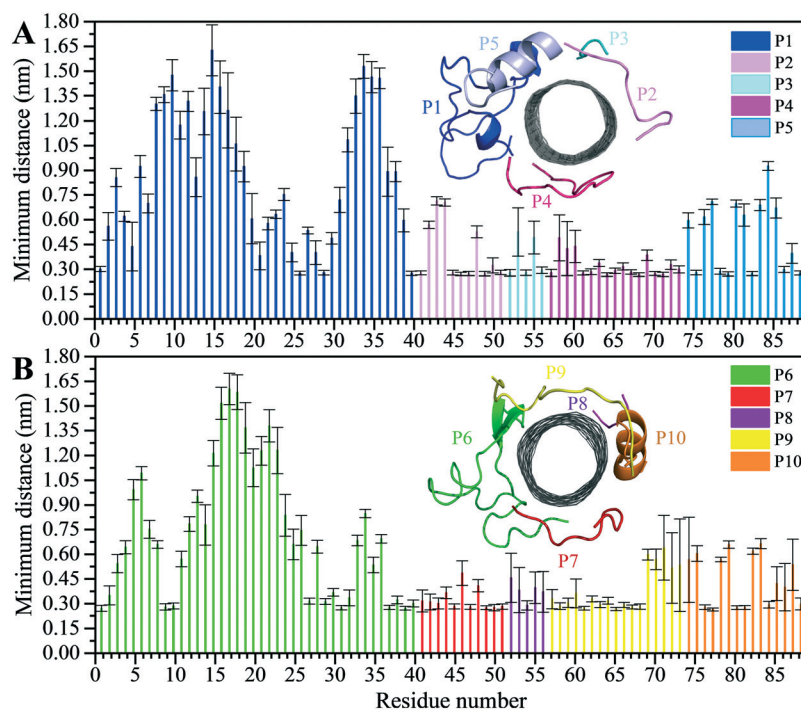 A
1.80
1.65
1.50
1.35
1.20
1.05
0.90
0.75
0.60
0.45
0.30
0.15
0.00
Minimum distance (nm)
P5
P3
P2
P1
P4
P1
P2
P3
P4
P5
0 5 10 15 20 25 30 35 40 45 50 55 60 65 70 75 80 85
B
1.80
1.65
1.50
1.35
1.20
1.05
0.90
0.75
0.60
0.45
0.30
0.15
0.00
Minimum distance (nm)
P9
P8
P6
P10
P7
P6
P7
P8
P9
P10
0 5 10 15 20 25 30 35 40 45 50 55 60 65 70 75 80 85
Residue number